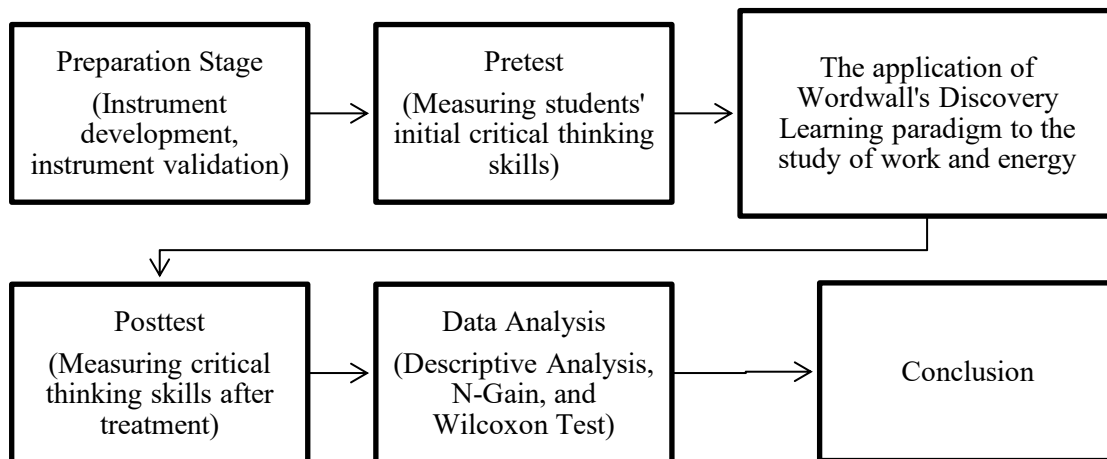 Preparation Stage
(Instrument
development,
instrument validation)
Pretest
(Measuring students'
initial critical thinking
skills)
The application of
Wordwall's Discovery
Learning paradigm to the
study of work and energy
Posttest
(Measuring critical
thinking skills after
treatment)
Data Analysis
(Descriptive Analysis,
N-Gain, and
Wilcoxon Test)
Conclusion